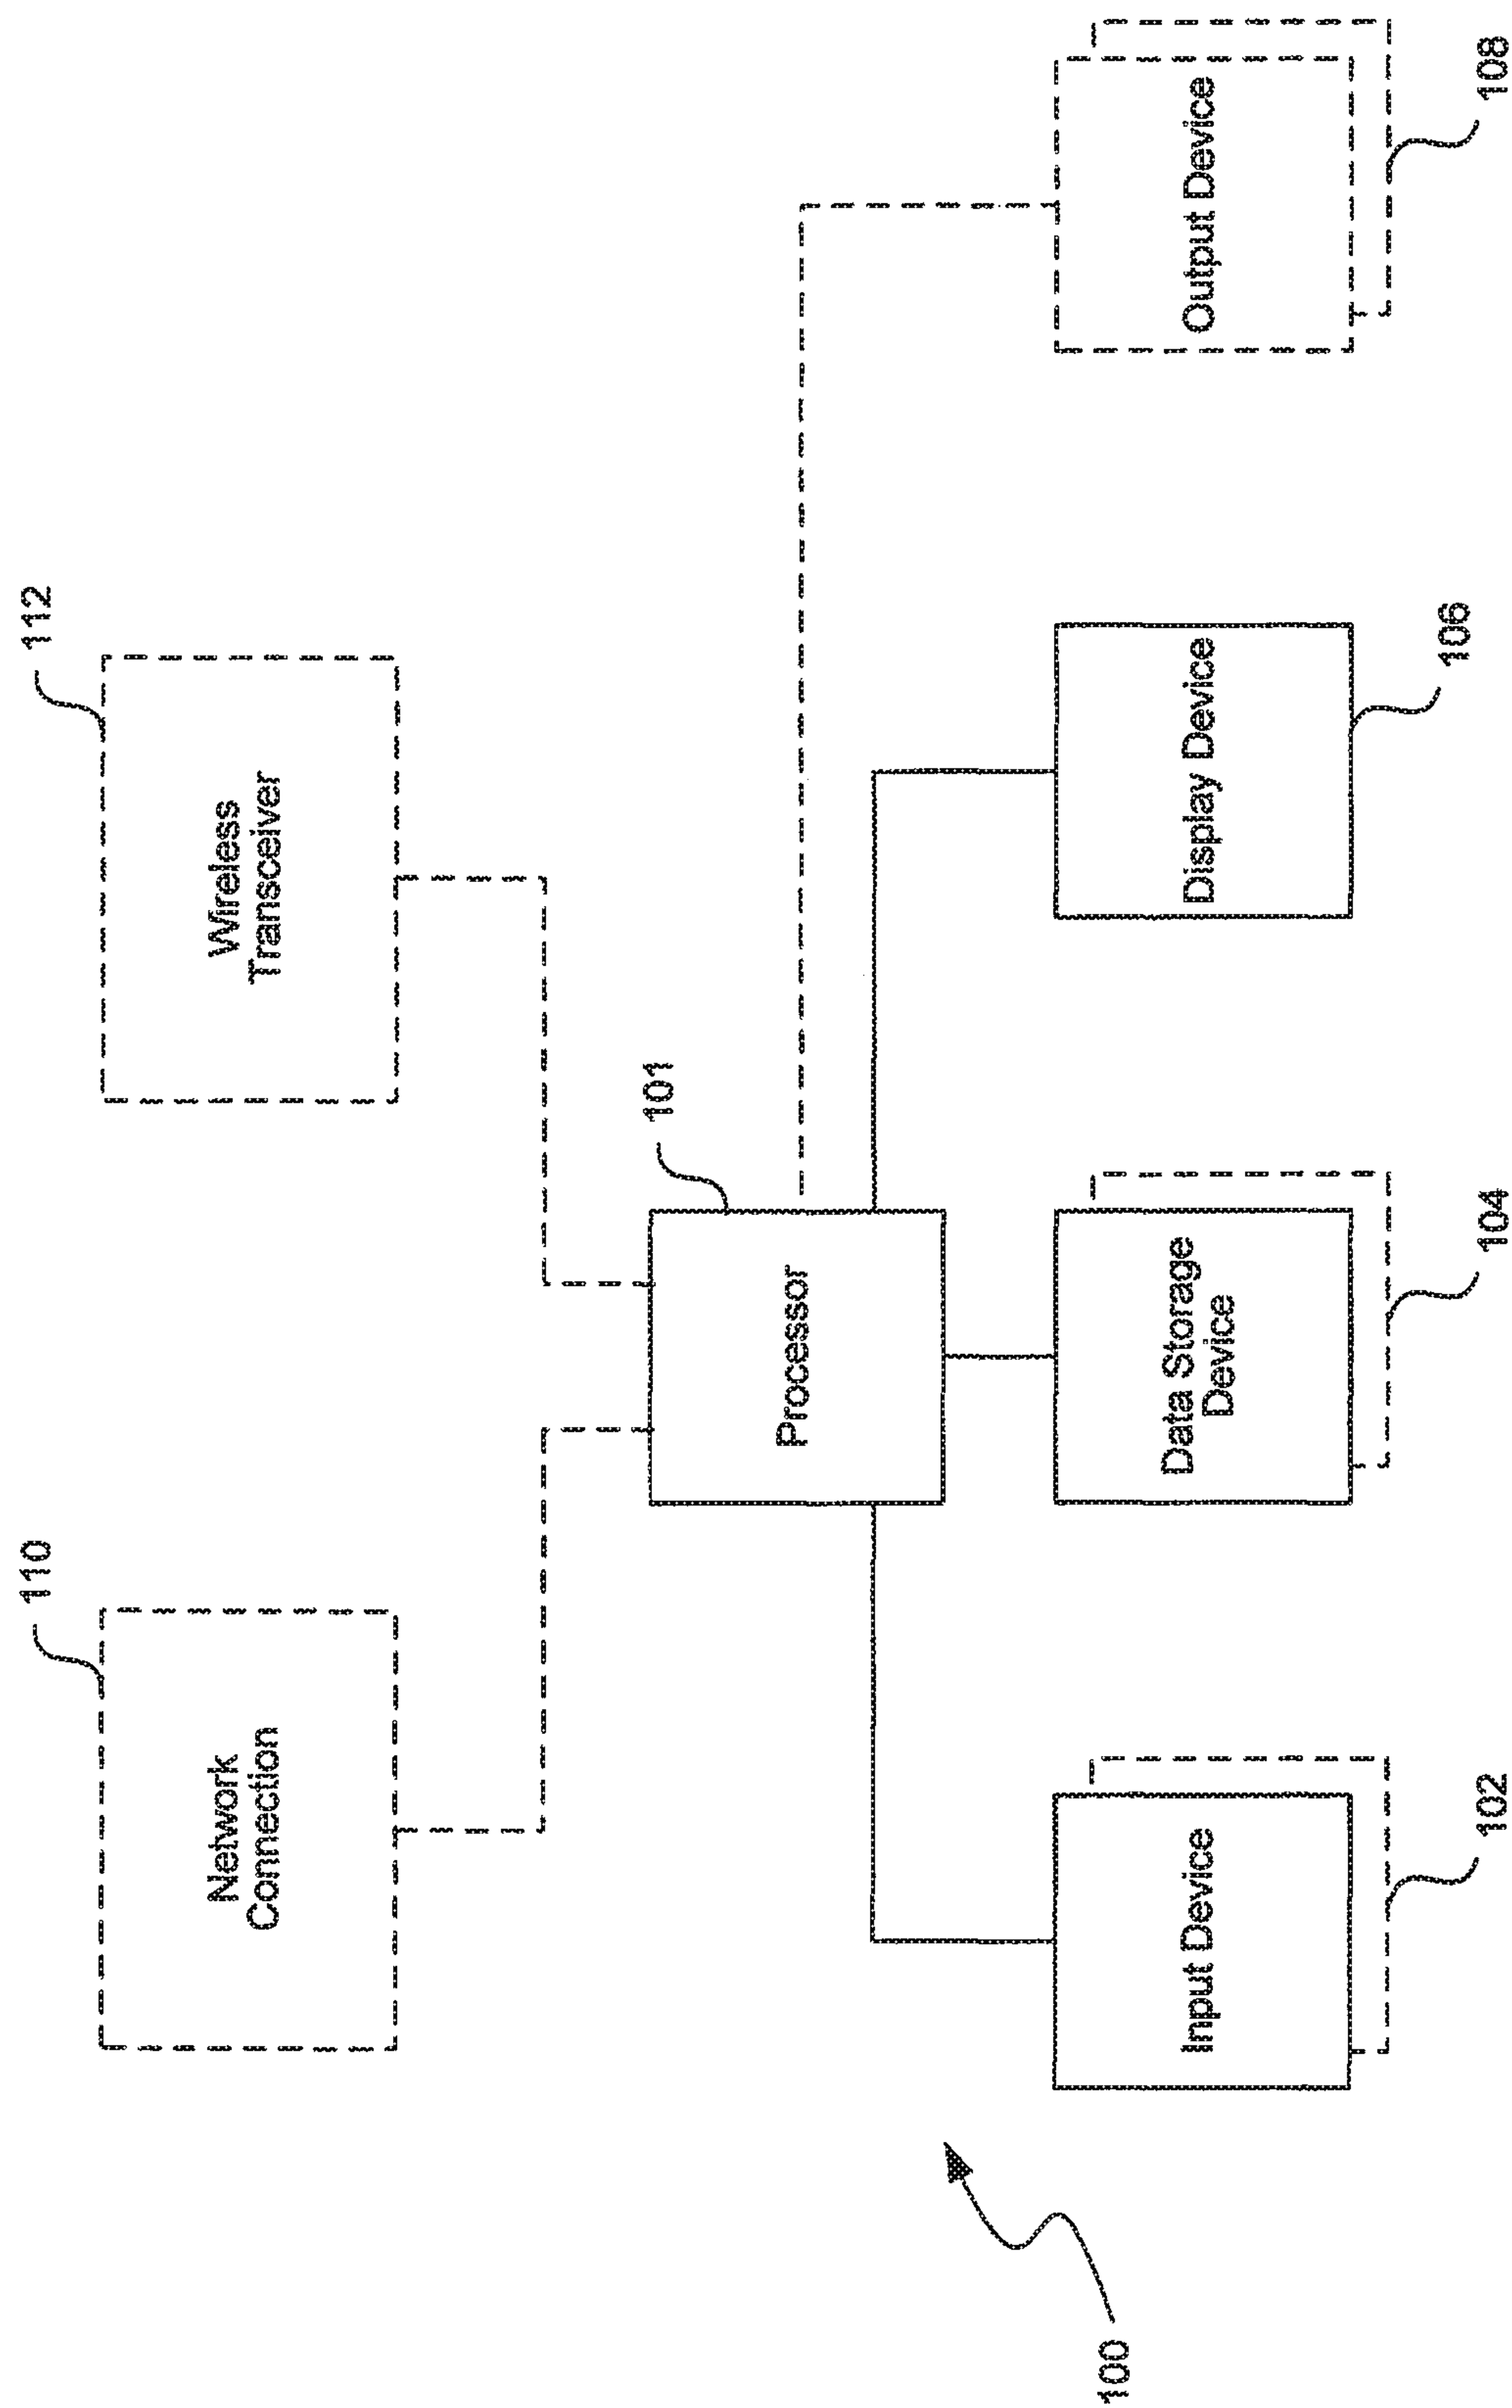 110
112
Network
Connection
Wireless
Transceiver
101
Processor
Input Device
Data Storage
Device
Display Device
Output Device
100
102
104
106
108